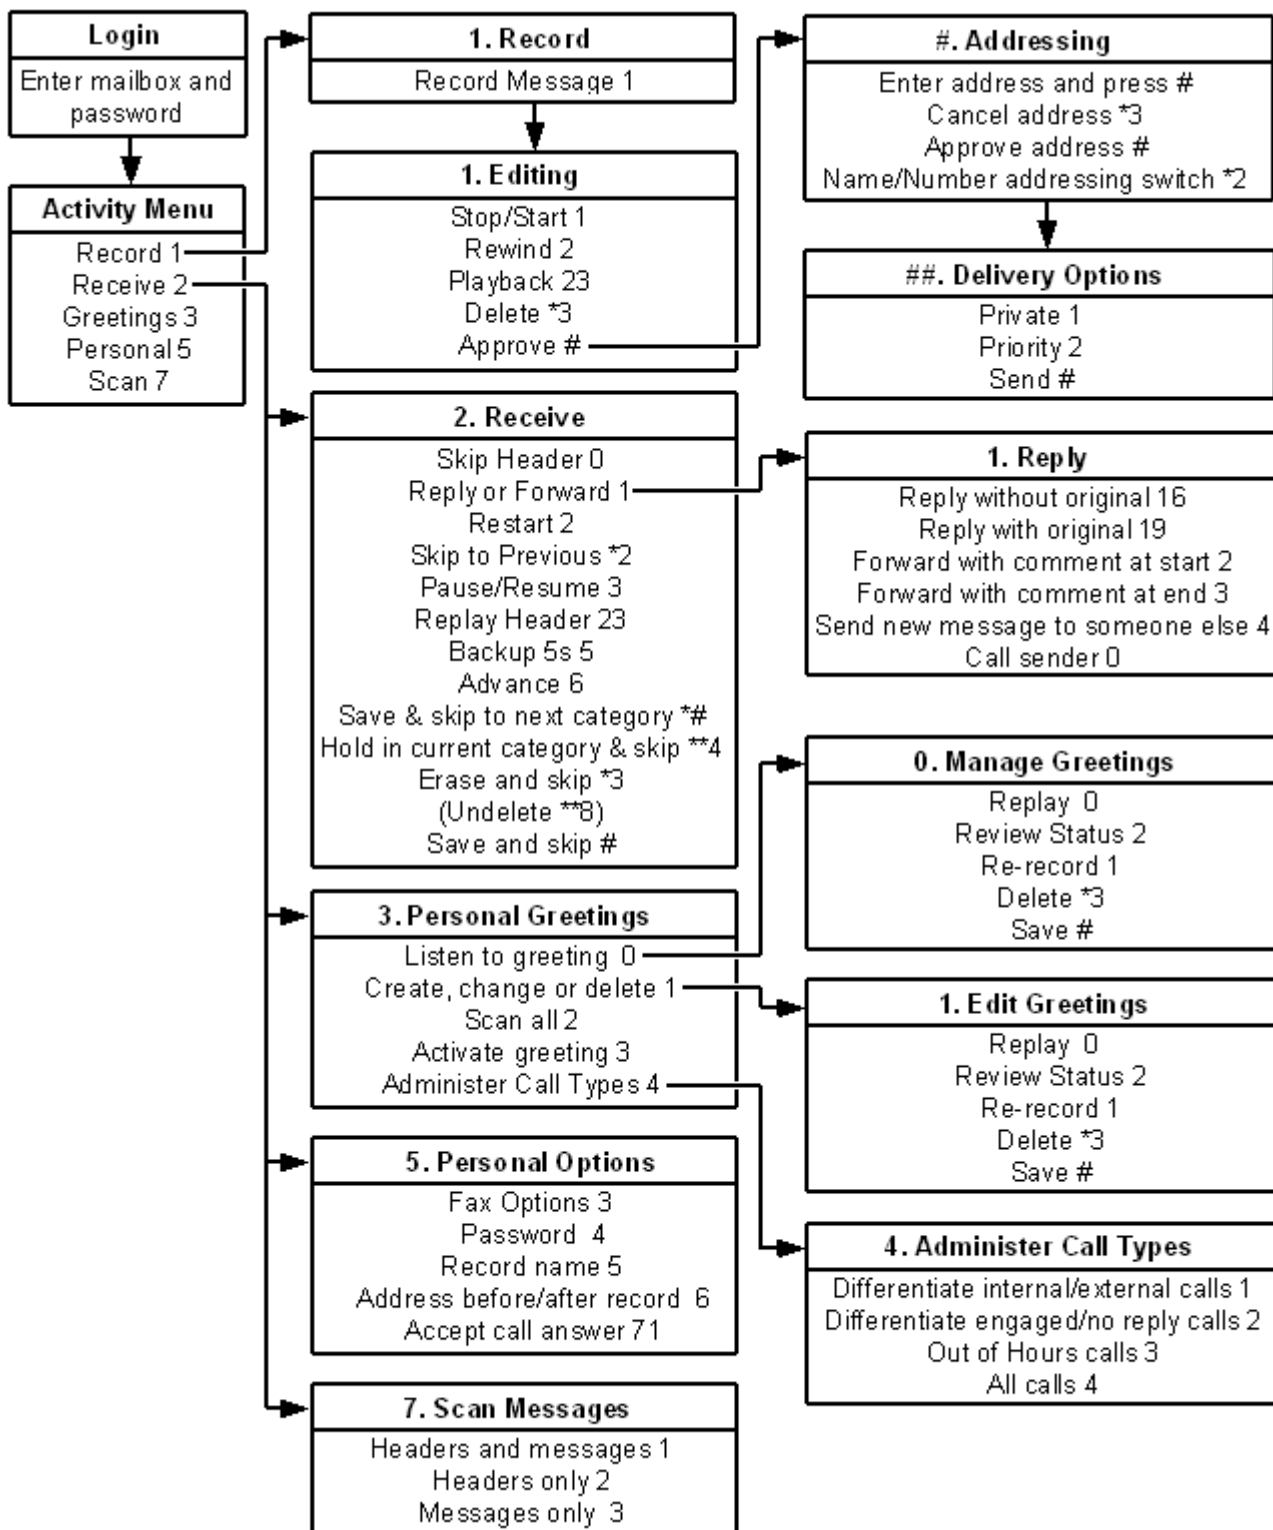 Login
Enter mailbox and
password
Activity Menu
Record 1
Receive 2
Greetings 3
Personal 5
Scan 7
1. Record
Record Message 1
1. Editing
Stop/Start 1
Rewind 2
Playback 23
Delete *3
Approve #
#. Addressing
Enter address and press #
Cancel address *3
Approve address #
Name/Number addressing switch *2
##. Delivery Options
Private 1
Priority 2
Send #
2. Receive
Skip Header 0
Reply or Forward 1
Restart 2
Skip to Previous *2
Pause/Resume 3
Replay Header 23
Backup 5s 5
Advance 6
Save & skip to next category *#
Hold in current category & skip **4
Erase and skip *3
(Undelete **8)
Save and skip #
1. Reply
Reply without original 16
Reply with original 19
Forward with comment at start 2
Forward with comment at end 3
Send new message to someone else 4
Call sender 0
3. Personal Greetings
Listen to greeting 0
Create, change or delete 1
Scan all 2
Activate greeting 3
Administer Call Types 4
0. Manage Greetings
Replay 0
Review Status 2
Re-record 1
Delete *3
Save #
1. Edit Greetings
Replay 0
Review Status 2
Re-record 1
Delete *3
Save #
4. Administer Call Types
Differentiate internal/external calls 1
Differentiate engaged/no reply calls 2
Out of Hours calls 3
All calls 4
5. Personal Options
Fax Options 3
Password 4
Record name 5
Address before/after record 6
Accept call answer 71
7. Scan Messages
Headers and messages 1
Headers only 2
Messages only 3